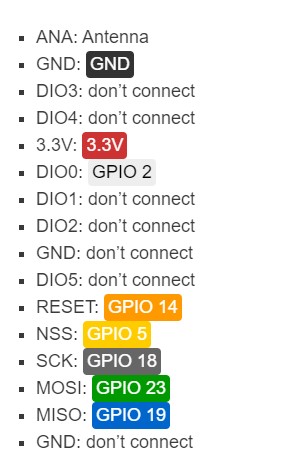 ANA: Antenna
GND: GND
DIO3: don’t connect
DIO4: don’t connect
3.3V: 3.3V
DIO0: GPIO 2
DIO1: don’t connect
DIO2: don’t connect
GND: don’t connect
DIO5: don’t connect
RESET: GPIO 14
NSS: GPIO 5
SCK: GPIO 18
MOSI: GPIO 23
MISO: GPIO 19
GND: don’t connect